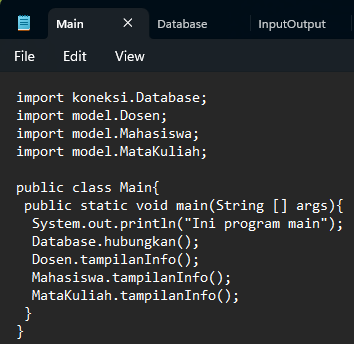 Main Database InputOutput
File Edit View
import koneksi.Database;
import model.Dosen;
import model.Mahasiswa;
import model.MataKuliah;
public class Main{
public static void main(String [] args){
System.out.println("Ini program main");
Database.hubungkan();
Dosen.tampilanInfo();
Mahasiswa.tampilanInfo();
MataKuliah.tampilanInfo();
}
}